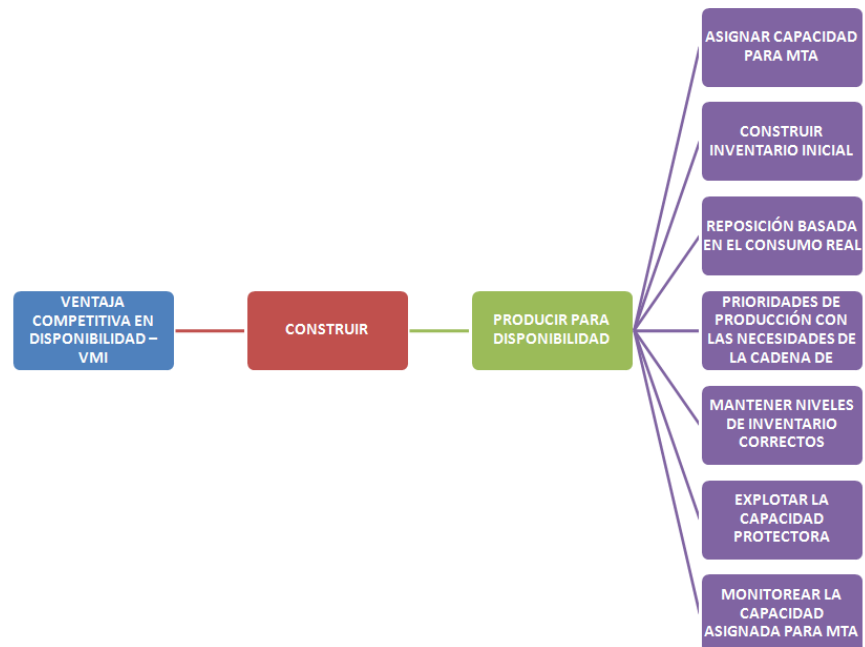 VENTAJA
COMPETITIVA EN
DISPONIBILIDAD –
VMI
CONSTRUIR
PRODUCIR PARA
DISPONIBILIDAD
ASIGNAR CAPACIDAD
PARA MTA
CONSTRUIR
INVENTARIO INICIAL
REPOSICIÓN BASADA
EN EL CONSUMO REAL
PRIORIDADES DE
PRODUCCIÓN CON
LAS NECESIDADES DE
LA CADENA DE
MANTENER NIVELES
DE INVENTARIO
CORRECTOS
EXPLOTAR LA
CAPACIDAD
PROTECTORA
MONITOREAR LA
CAPACIDAD
ASIGNADA PARA MTA